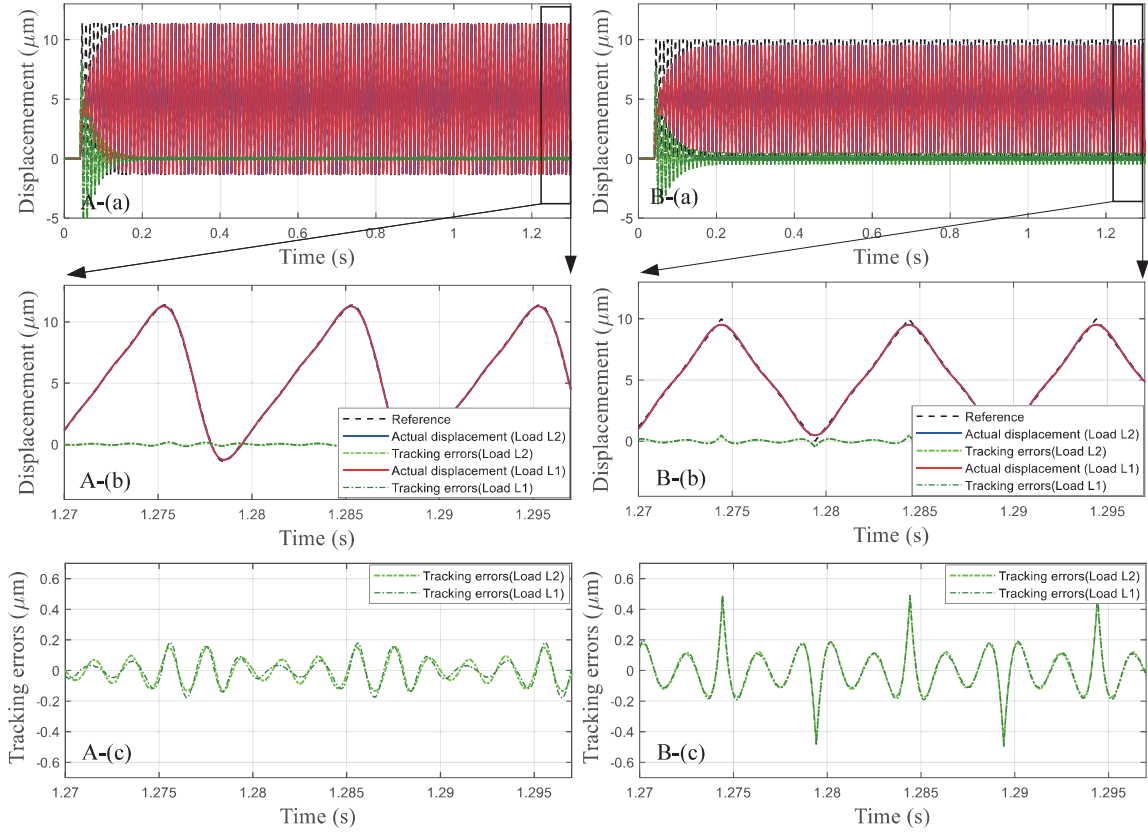 Displacemement (μm)
10
5
0
-5
A-(a)
0
0.2
0.4
0.6
0.8
1
1.2
Time (s)
Displacemement (μm)
10
5
0
-5
B-(a)
0
0.2
0.4
0.6
0.8
1
1.2
Time (s)
Displacemement (μm)
10
5
0
A-(b)
Reference
Actual displacement (Load L2)
Tracking errors(Load L2)
Actual displacement (Load L1)
Tracking errors(Load L1)
1.27
1.275
1.28
1.285
1.29
1.295
Time (s)
Displacemement (μm)
10
5
0
B-(b)
Reference
Actual displacement (Load L2)
Tracking errors(Load L2)
Actual displacement (Load L1)
Tracking errors(Load L1)
1.27
1.275
1.28
1.285
1.29
1.295
Time (s)
Tracking errors (μm)
0.6
0.4
0.2
0
-0.2
-0.4
-0.6
Tracking errors(Load L2)
Tracking errors(Load L1)
A-(c)
1.27
1.275
1.28
1.285
1.29
1.295
Time (s)
Tracking errors (μm)
0.6
0.4
0.2
0
-0.2
-0.4
-0.6
Tracking errors(Load L2)
Tracking errors(Load L1)
B-(c)
1.27
1.275
1.28
1.285
1.29
1.295
Time (s)